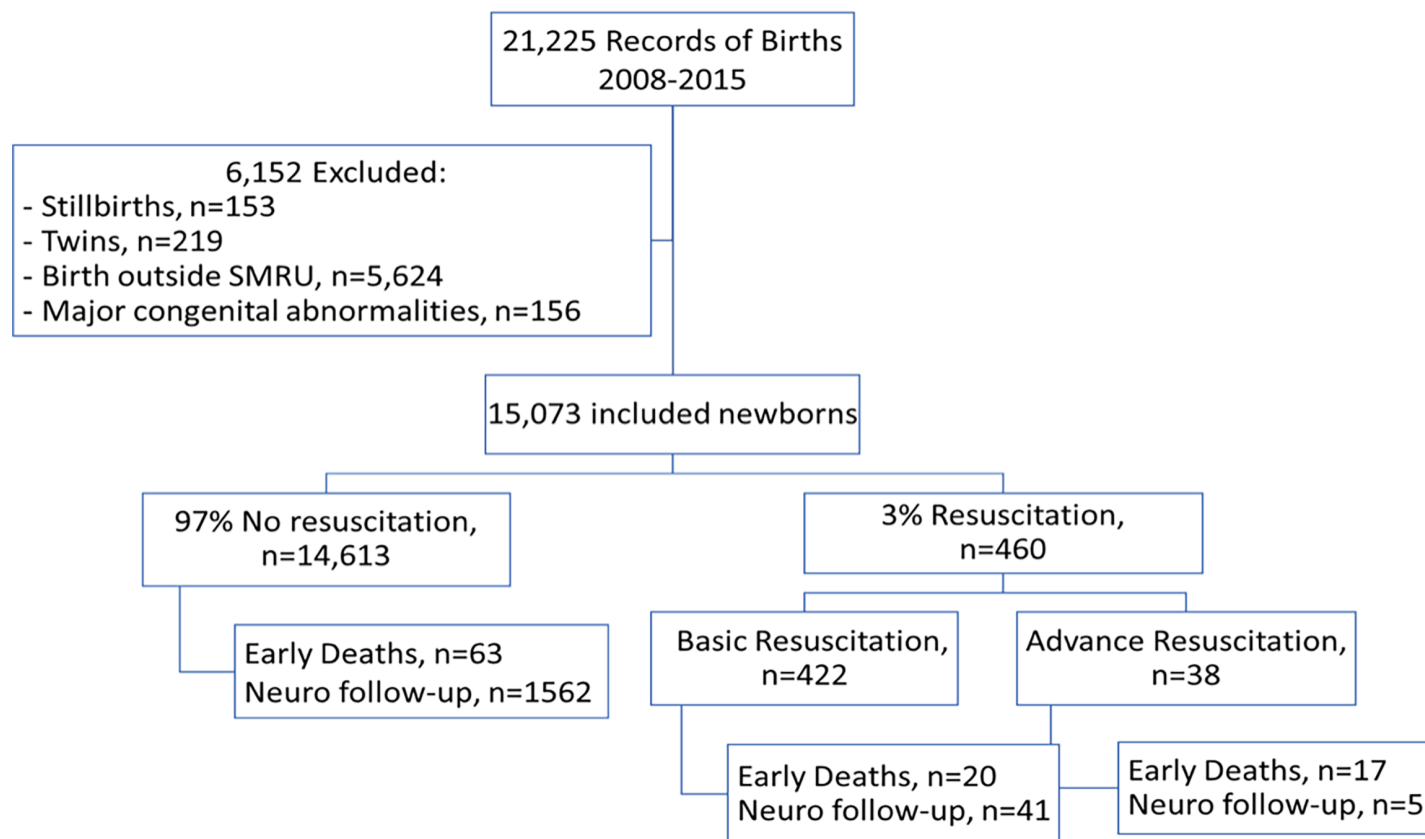 21,225 Records of Births
2008-2015
6,152 Excluded:
- Stillbirths, n=153
- Twins, n=219
- Birth outside SMRU, n=5,624
- Major congenital abnormalities, n=156
15,073 included newborns
97% No resuscitation,
n=14,613
3% Resuscitation,
n=460
Early Deaths, n=63
Neuro follow-up, n=1562
Basic Resuscitation,
n=422
Advance Resuscitation,
n=38
Early Deaths, n=20
Neuro follow-up, n=41
Early Deaths, n=17
Neuro follow-up, n=5